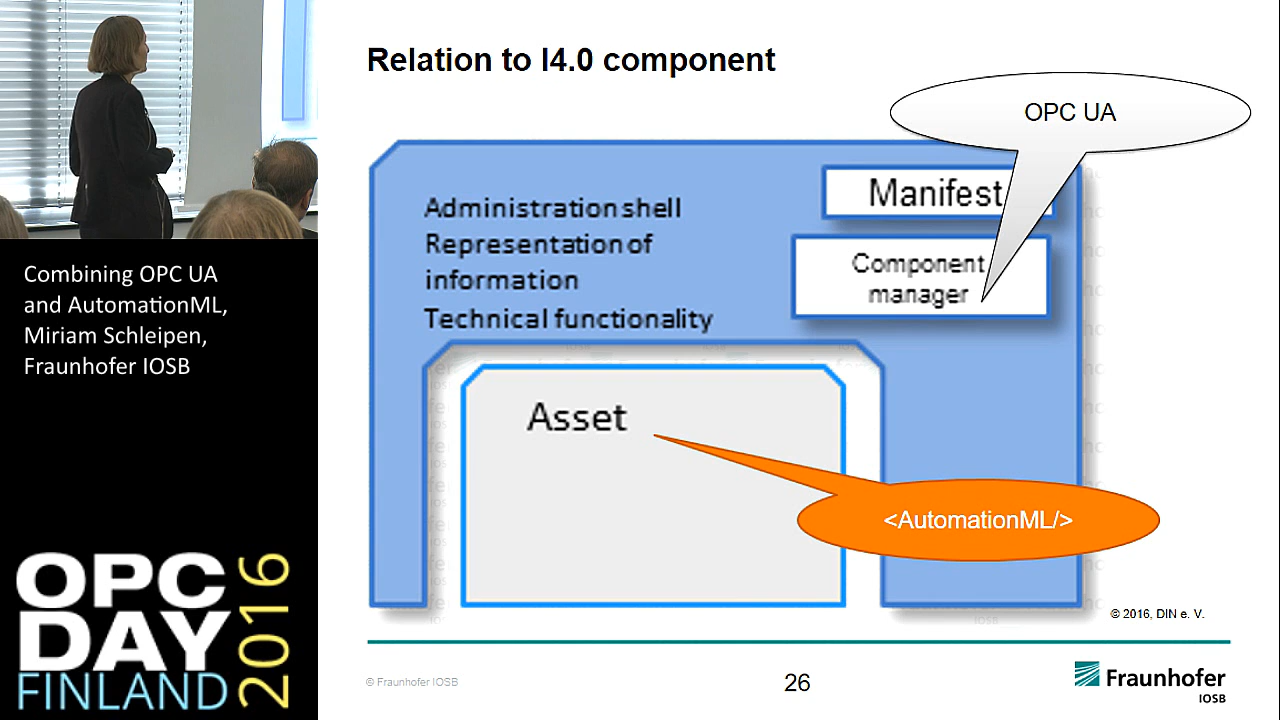 Relation to I4.0 component
OPC UA
Manifest
Administration shell
Representation of
information
Technical functionality
Component
manager
Asset
<AutomationML/>
© 2016, DIN e. V.
© Fraunhofer IOSB
26
Fraunhofer
IOSB
Combining OPC UA
and AutomationML,
Miriam Schleipen,
Fraunhofer IOSB
OPC
DAY
FINLAND
2016